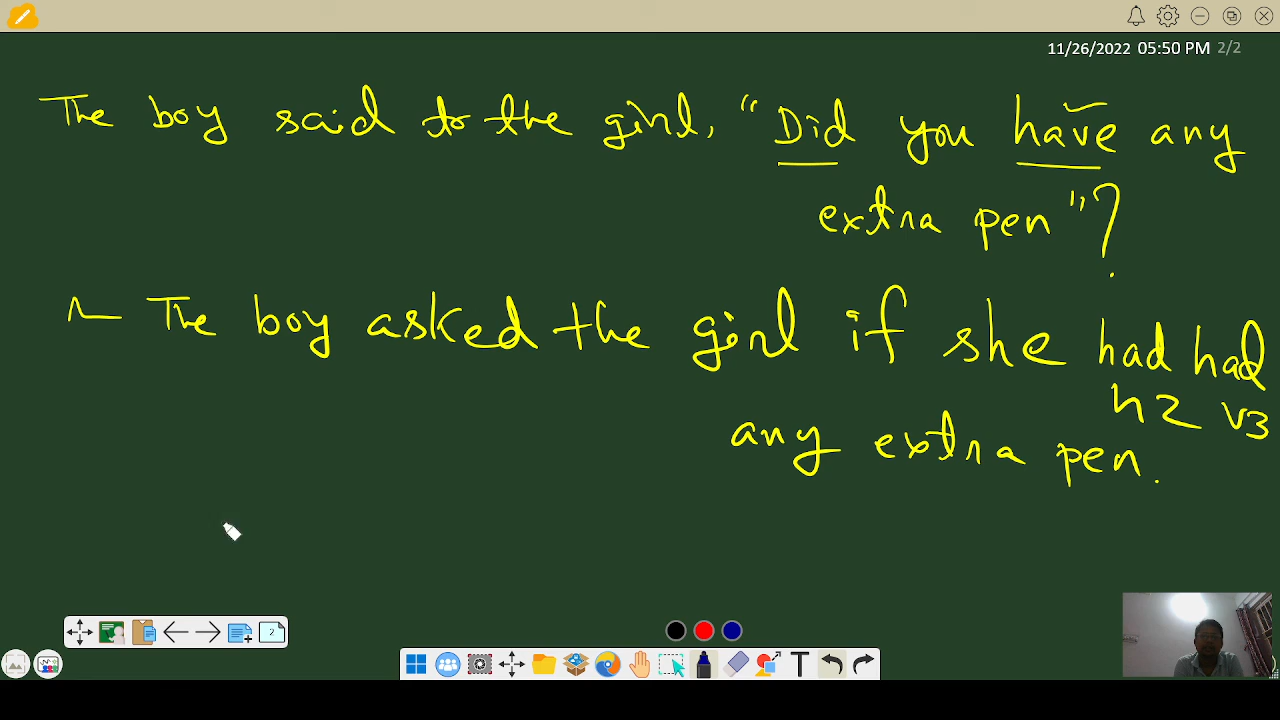 11/26/2022 05:50 PM 2/2
The boy said to the girl, "Did you have any
extra pen"?
The boy asked the girl if she had had
h2 v3
any extra pen.
2
T